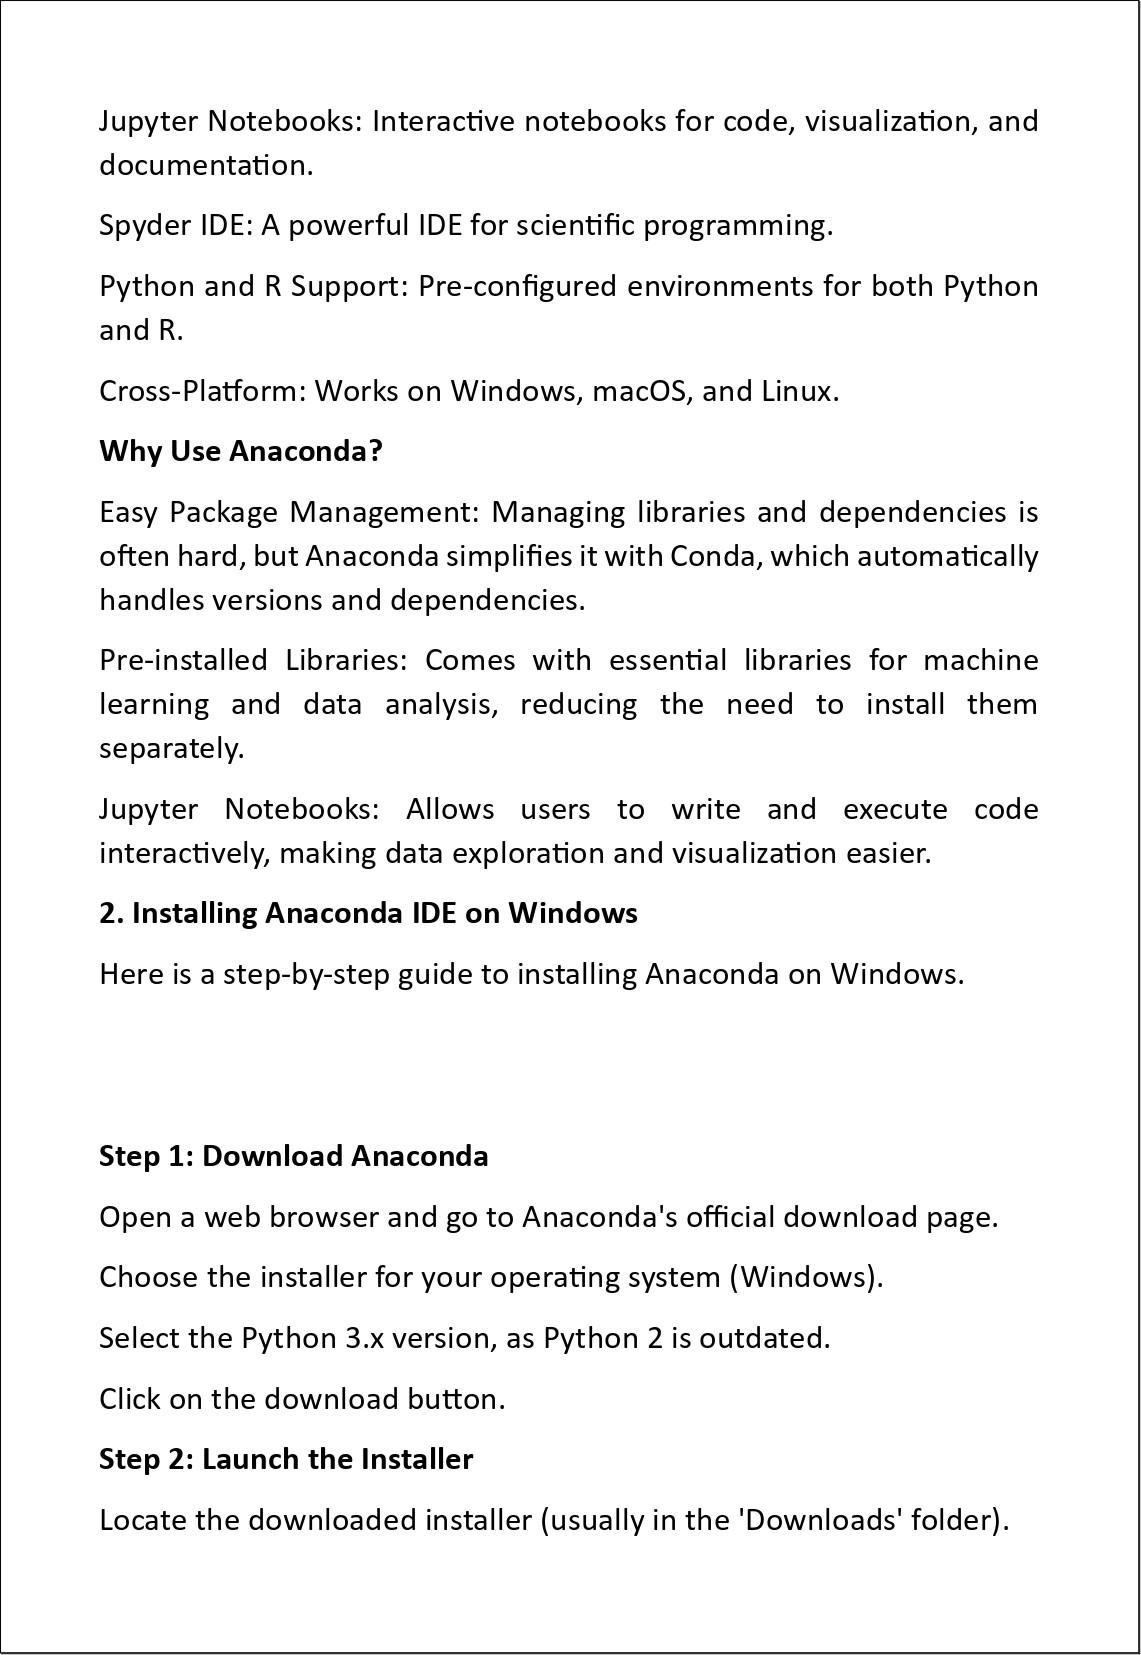 Jupyter Notebooks: Interactive notebooks for code, visualization, and
documentation.
Spyder IDE: A powerful IDE for scientific programming.
Python and R Support: Pre-configured environments for both Python
and R.
Cross-Platform: Works on Windows, macOS, and Linux.
Why Use Anaconda?
Easy Package Management: Managing libraries and dependencies is
often hard, but Anaconda simplifies it with Conda, which automatically
handles versions and dependencies.
Pre-installed Libraries: Comes with essential libraries for machine
learning and data analysis, reducing the need to install them
separately.
Jupyter Notebooks: Allows users to write and execute code
interactively, making data exploration and visualization easier.
2. Installing Anaconda IDE on Windows
Here is a step-by-step guide to installing Anaconda on Windows.
Step 1: Download Anaconda
Open a web browser and go to Anaconda's official download page.
Choose the installer for your operating system (Windows).
Select the Python 3.x version, as Python 2 is outdated.
Click on the download button.
Step 2: Launch the Installer
Locate the downloaded installer (usually in the 'Downloads' folder).